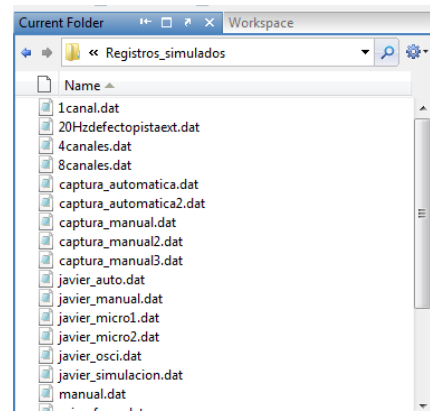 Current Folder Workspace
« Registros_simulados
Name
1canal.dat
20Hzdefectopistaext.dat
4canales.dat
8canales.dat
captura_automatica.dat
captura_automatica2.dat
captura_manual.dat
captura_manual2.dat
captura_manual3.dat
javier_auto.dat
javier_manual.dat
javier_micro1.dat
javier_micro2.dat
javier_osci.dat
javier_simulacion.dat
manual.dat